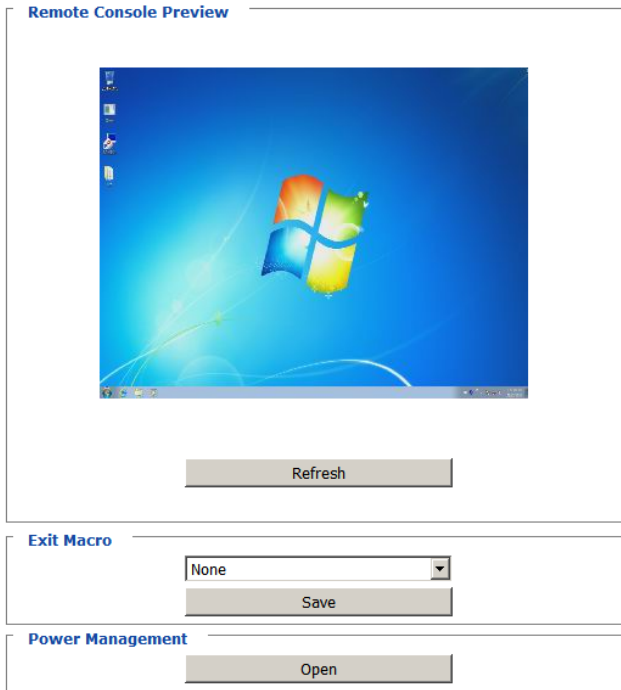 Remote Console Preview
Refresh
Exit Macro
None
Save
Power Management
Open